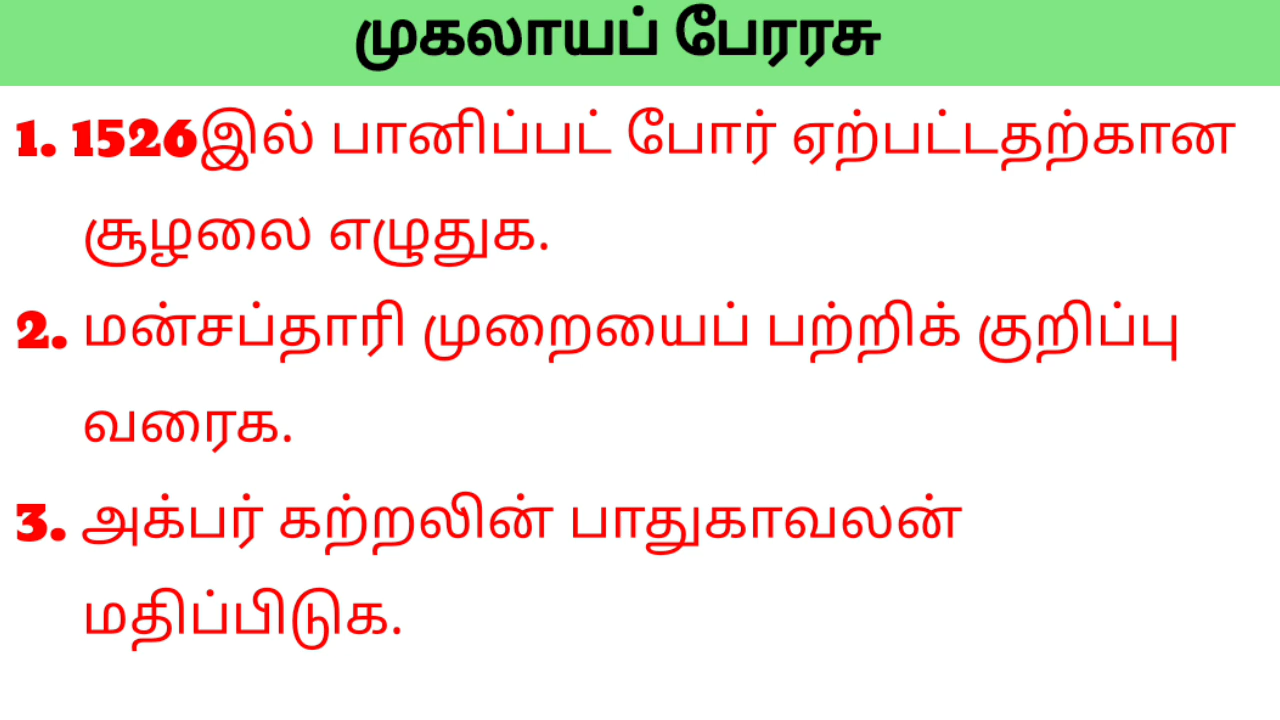 முகலாயப் பேரரசு
1. 1526இல் பானிப்பட் போர் ஏற்பட்டதற்கான
சூழலை எழுதுக.
2. மன்சப்தாரி முறையைப் பற்றிக் குறிப்பு
வரைக.
3. அக்பர் கற்றலின் பாதுகாவலன்
மதிப்பிடுக.